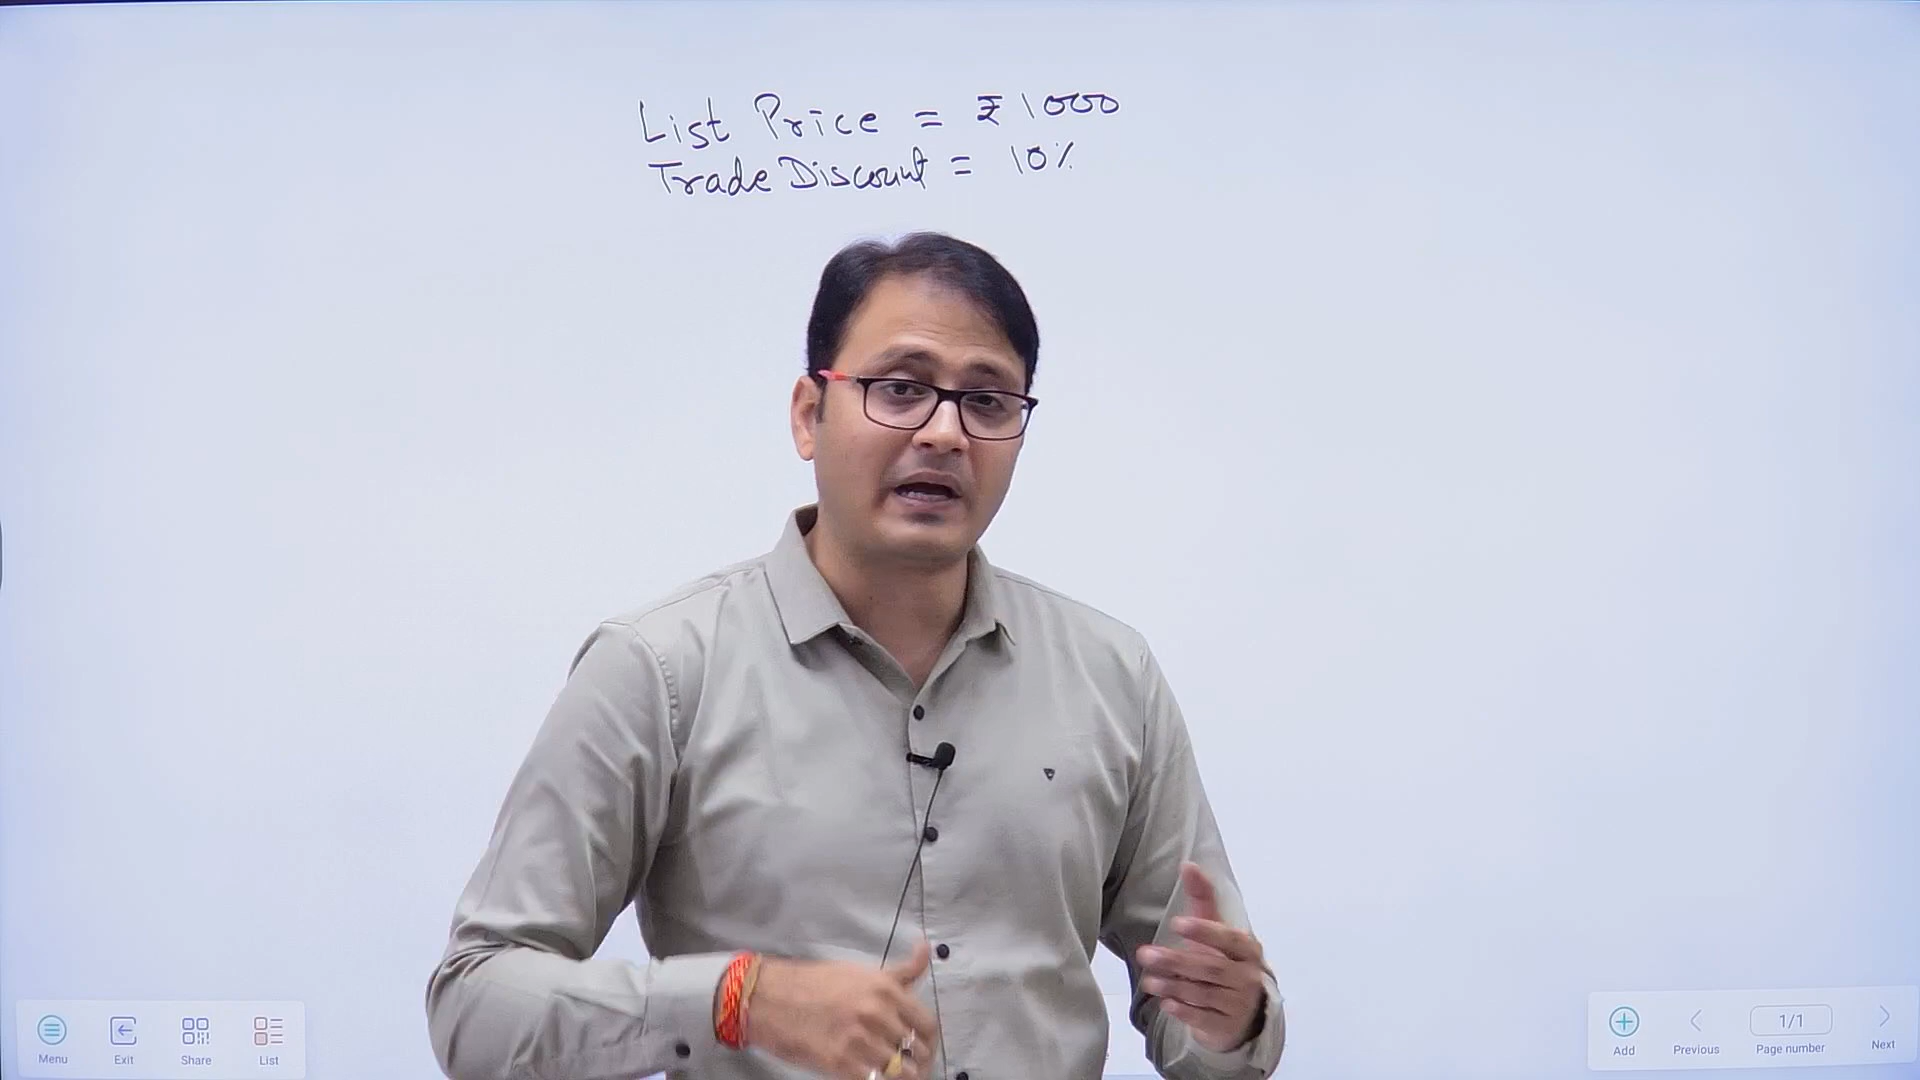 List Price = ₹1000
Trade Discount = 10%
Menu
Exit
Share
List
Add
Previous
1/1
Page number
Next